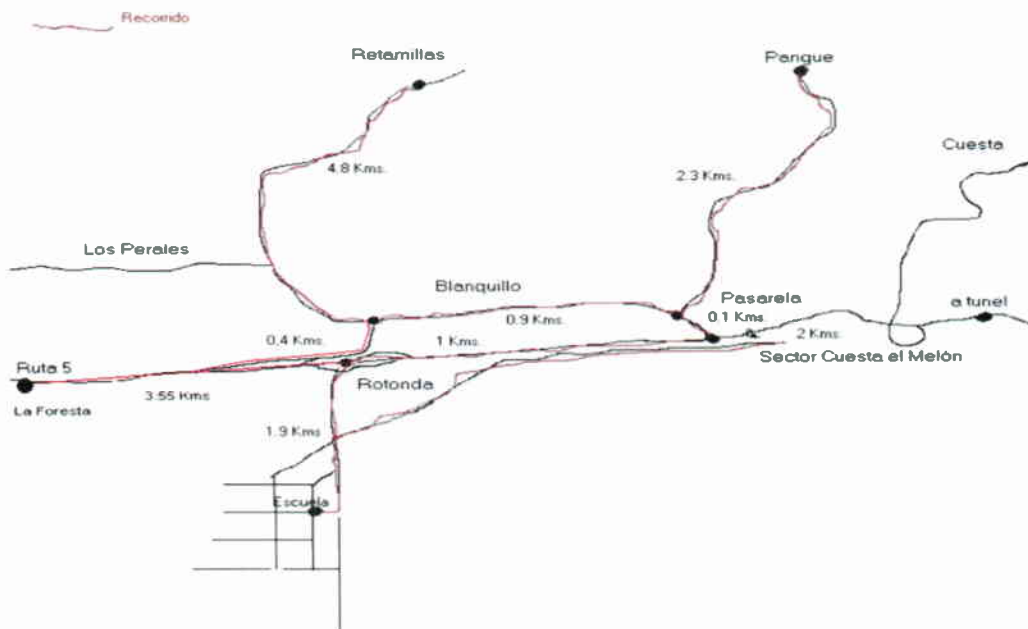 Recorrido
Retamillas
Pangue
Cuesta
4.8 Kms.
2.3 Kms.
Los Perales
Blanquillo
Pasarela
a tunel
0.9 Kms.
0.1 Kms.
0.4 Kms.
1 Kms.
2 Kms.
Sector Cuesta el Melón
Ruta 5
Rotonda
3.55 Kms
La Foresta
1.9 Kms
Escuela